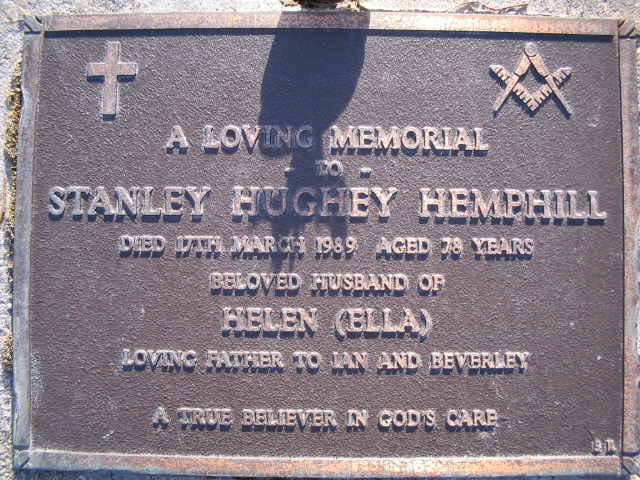 A LOVING MEMORIAL
- TO -
STANLEY HUGHEY HEMPHILL
DIED 17TH MARCH 1989 AGED 78 YEARS
BELOVED HUSBAND OF
HELEN (ELLA)
LOVING FATHER TO IAN AND BEVERLEY
A TRUE BELIEVER IN GOD'S CARE